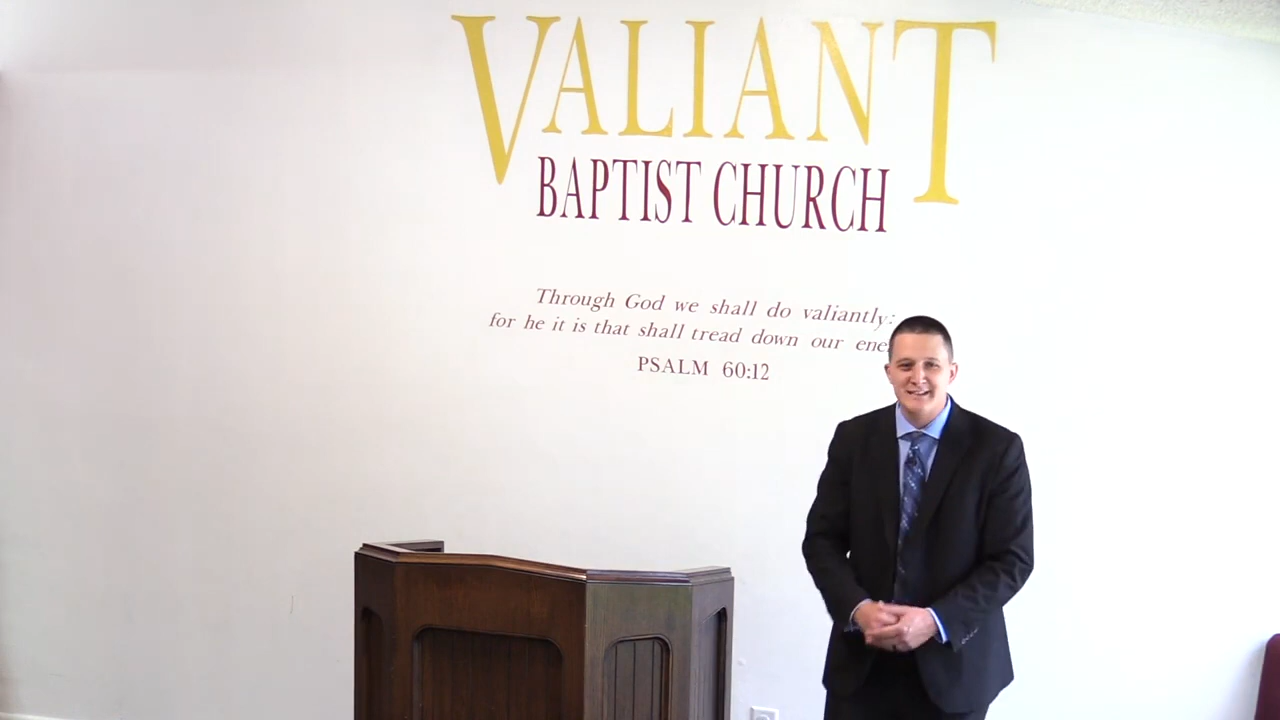 VALIANT
BAPTIST CHURCH
Through God we shall do valiantly:
for he it is that shall tread down our
PSALM 60:12